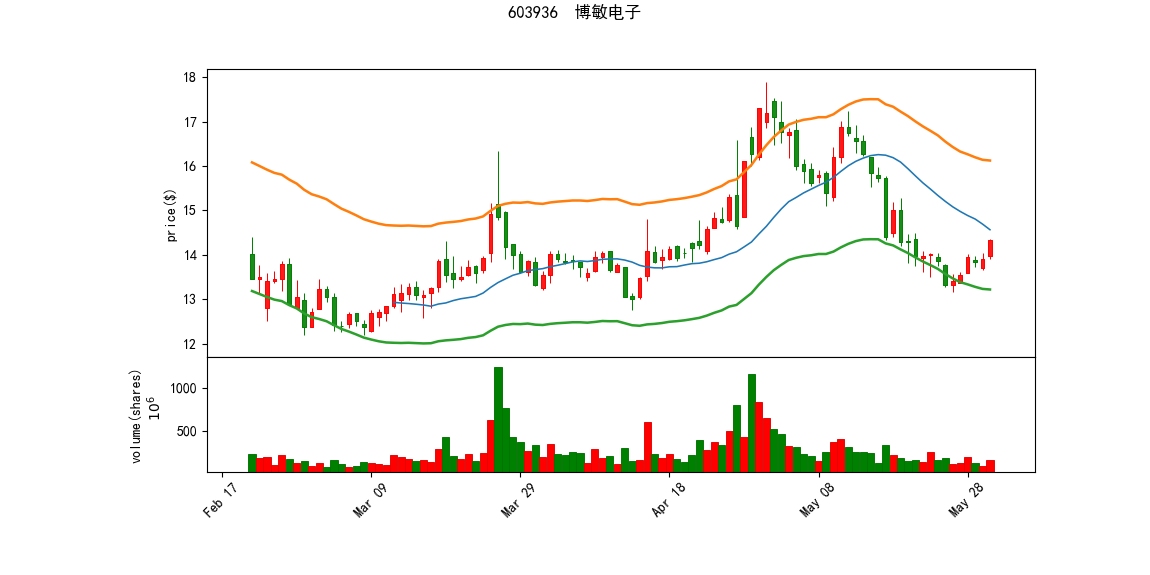 603936 博敏电子
18
17
16
15
14
13
12
price($)
1000
500
volume(shares)
10^6
Feb 17
Mar 09
Mar 29
Apr 18
May 08
May 28